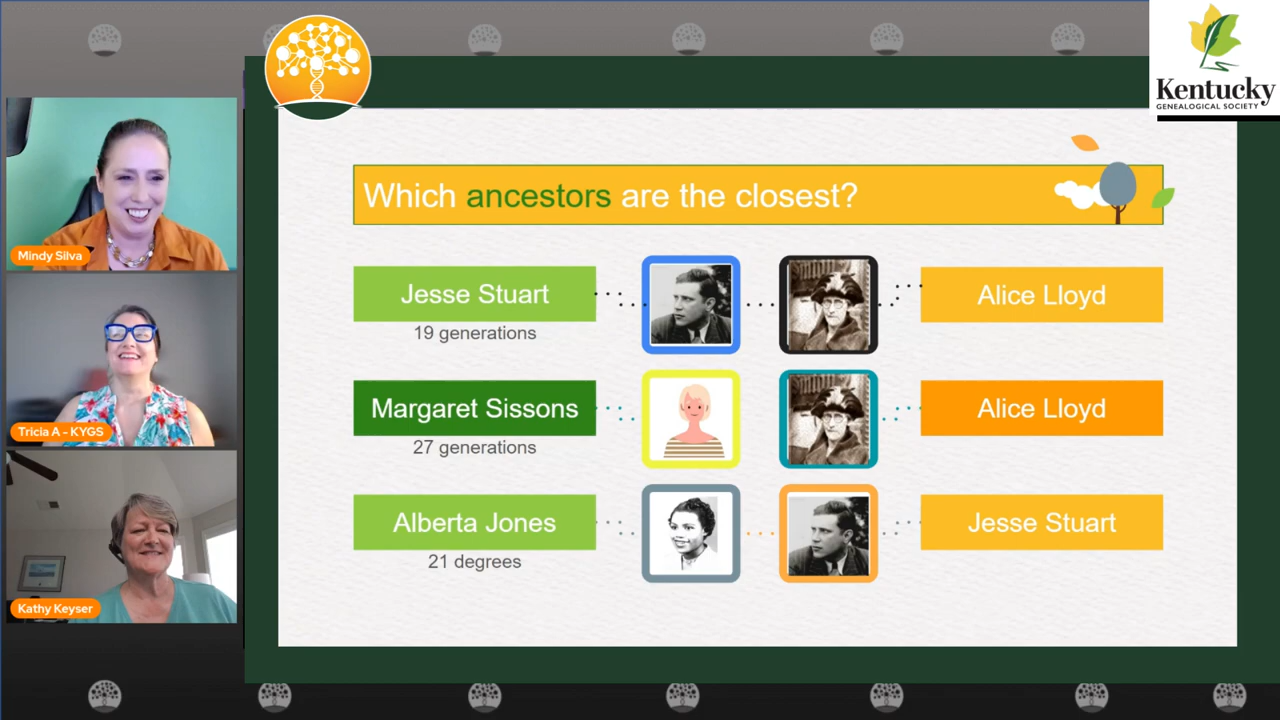 Kentucky
GENEALOGICAL SOCIETY
Which ancestors are the closest?
Mindy Silva
Jesse Stuart
Alice Lloyd
19 generations
Tricia A - KYGS
Margaret Sissons
Alice Lloyd
27 generations
Kathy Keyser
Alberta Jones
Jesse Stuart
21 degrees